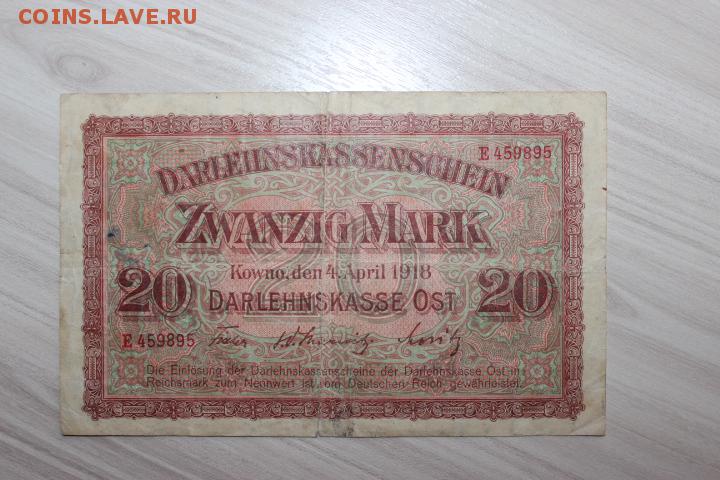 COINS.LAVE.RU
DARLEHNSKASSENSCHEIN
E 459895
ZWANZIG MARK
Kowno, den 4. April 1918
20 DARLEHNSKASSE OST 20
20
E 459895
Die Einlösung der Darlehnskassenscheine der Darlehnskasse Ost in
Reichsmark zum Nennwert ist vom Deutschen Reich gewährleistet.